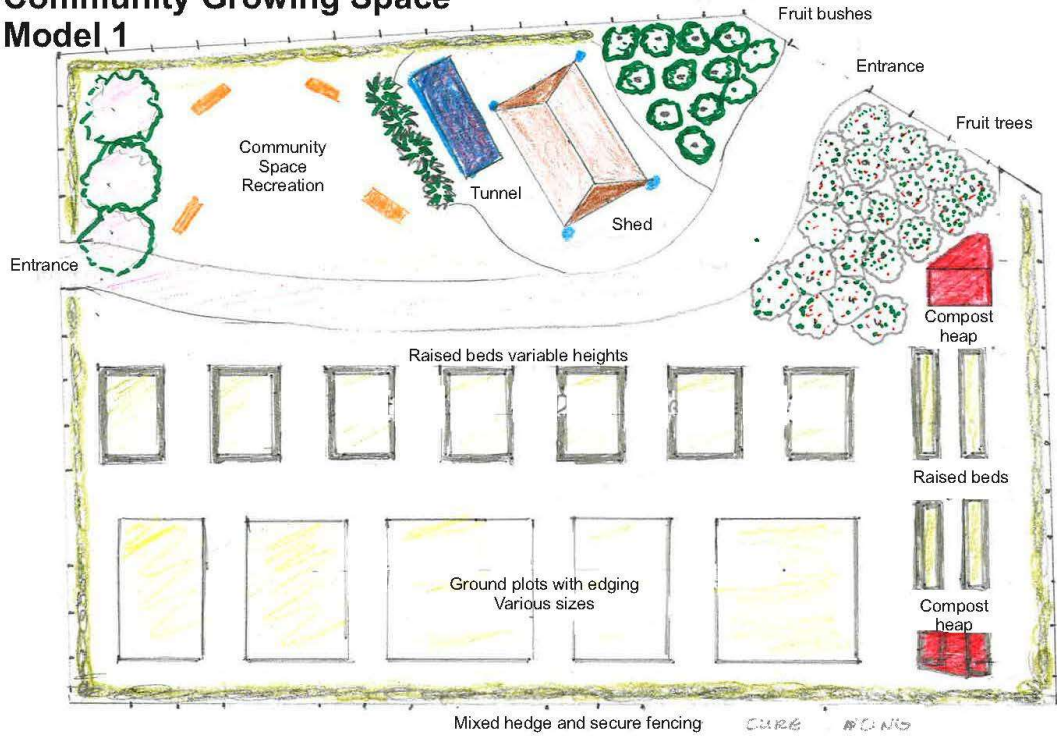 Community Growing Space
Model 1
Fruit bushes
Entrance
Fruit trees
Community
Space
Recreation
Tunnel
Shed
Entrance
Compost
heap
Raised beds variable heights
Raised beds
Ground plots with edging
Various sizes
Compost
heap
Mixed hedge and secure fencing